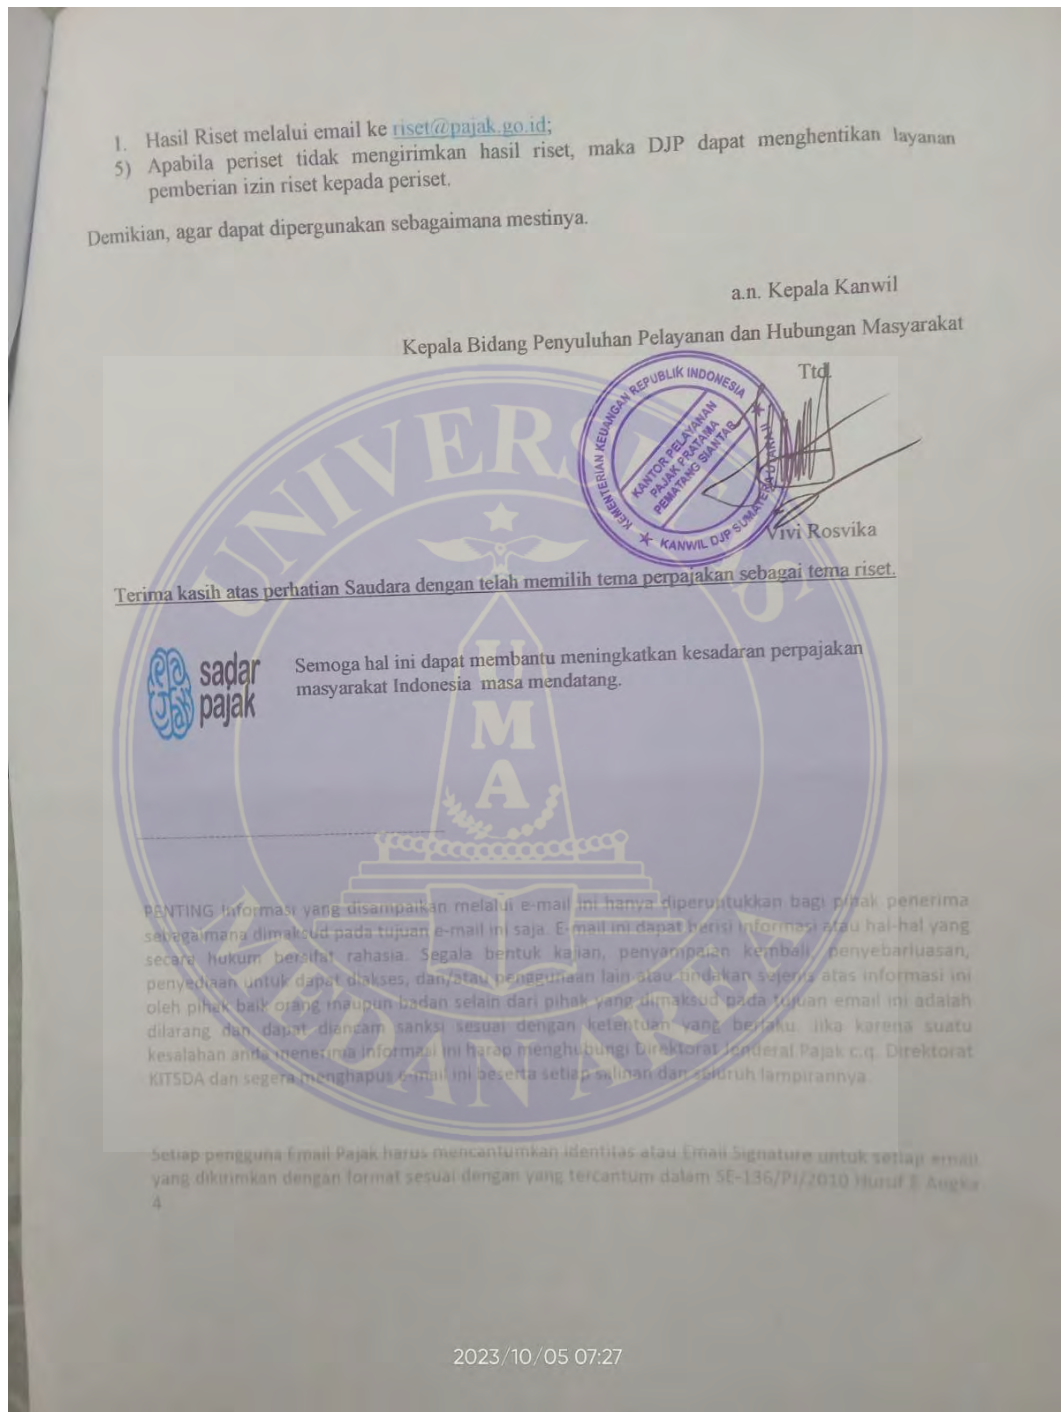 1. Hasil Riset melalui email ke riset@pajak.go.id;
5) Apabila periset tidak mengirimkan hasil riset, maka DJP dapat menghentikan layanan
pemberian izin riset kepada periset.
Demikian, agar dapat dipergunakan sebagaimana mestinya.
a.n. Kepala Kanwil
Kepala Bidang Penyuluhan Pelayanan dan Hubungan Masyarakat
Ttd.
KEMENTERIAN KEUANGAN REPUBLIK INDONESIA
KANTOR PELAYANAN
PAJAK PRATAMA
PEMATANG SIANTAR
KANWIL DJP SUMATERA UTARA II
Vivi Rosvika
Terima kasih atas perhatian Saudara dengan telah memilih tema perpajakan sebagai tema riset.
sadar
pajak
Semoga hal ini dapat membantu meningkatkan kesadaran perpajakan
masyarakat Indonesia masa mendatang.
UNIVERSITAS
UMA
MEDAN AREA
PENTING Informasi yang disampaikan melalui e-mail ini hanya diperuntukkan bagi pihak penerima
sebagaimana dimaksud pada tujuan e-mail ini saja. E-mail ini dapat berisi informasi atau hal-hal yang
secara hukum bersifat rahasia. Segala bentuk kajian, penyampaian kembali, penyebarluasan,
penyediaan untuk dapat diakses, dan/atau penggunaan lain atau tindakan sejenis atas informasi ini
oleh pihak baik orang maupun badan selain dari pihak yang dimaksud pada tujuan email ini adalah
dilarang dan dapat diancam sanksi sesuai dengan ketentuan yang berlaku. Jika karena suatu
kesalahan anda menerima informasi ini harap menghubungi Direktorat Jenderal Pajak c.q. Direktorat
KITSDA dan segera menghapus e-mail ini beserta setiap salinan dan seluruh lampirannya
Setiap pengguna Email Pajak harus mencantumkan identitas atau Email Signature untuk setiap email
yang dikirimkan dengan format sesuai dengan yang tercantum dalam SE-136/PJ/2010 Huruf E Angka
4
2023/10/05 07:27